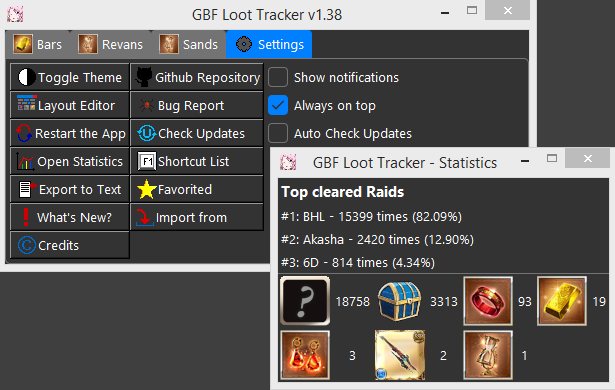 GBF Loot Tracker v1.38
Bars Revans Sands Settings
Toggle Theme Github Repository Show notifications
Layout Editor Bug Report Always on top
Restart the App Check Updates Auto Check Updates
Open Statistics F1 Shortcut List
Export to Text Favorited
What's New? Import from
Credits
GBF Loot Tracker - Statistics
Top cleared Raids
#1: BHL - 15399 times (82.09%)
#2: Akasha - 2420 times (12.90%)
#3: 6D - 814 times (4.34%)
? 18758 3313 93 19
3 2 1